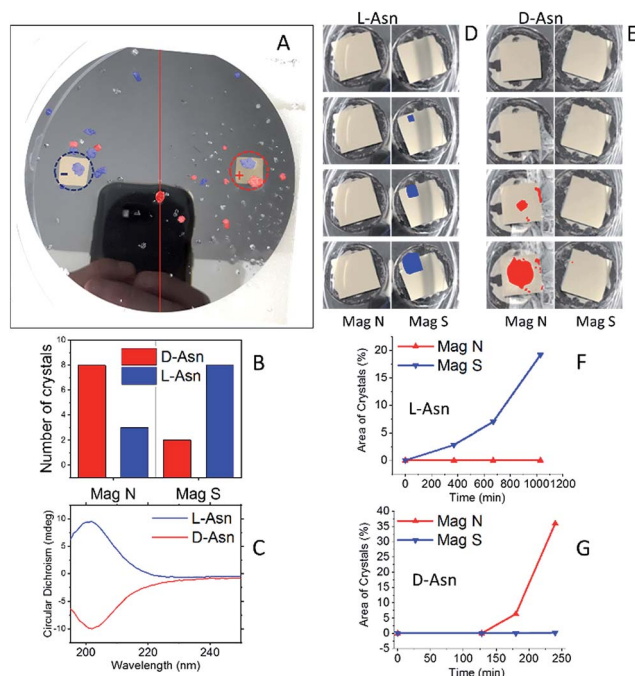 A
-
+
L-Asn
D
D-Asn
E
Mag N
Mag S
Mag N
Mag S
Number of crystals
8
6
4
2
0
D-Asn
L-Asn
B
Mag N
Mag S
Circular Dichroism (mdeg)
10
5
0
-5
-10
L-Asn
D-Asn
C
200
220
240
Wavelength (nm)
Area of Crystals (%)
20
15
10
5
0
Mag N
Mag S
F
L-Asn
0
200
400
600
800
1000
1200
Time (min)
Area of Crystals (%)
40
35
30
25
20
15
10
5
0
-5
Mag N
Mag S
G
D-Asn
0
50
100
150
200
250
Time (min)